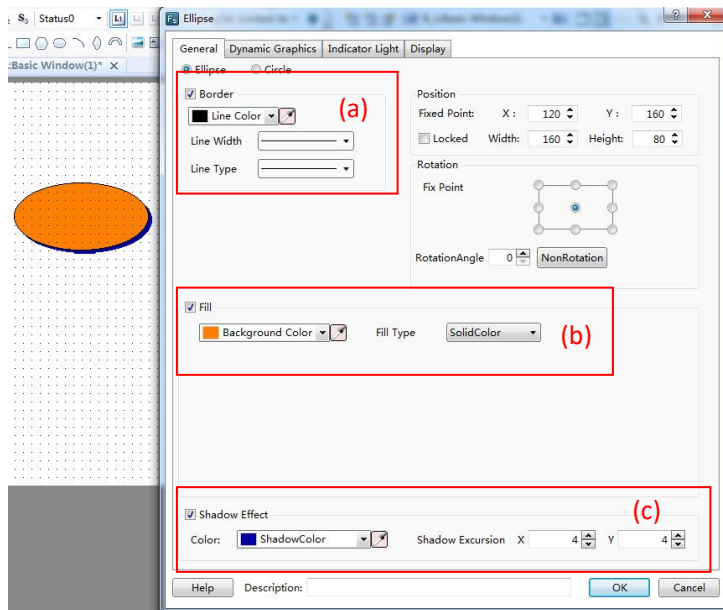 S₀ Status0 L1
Ellipse
:Basic Window(1)* X
General Dynamic Graphics Indicator Light Display
Ellipse Circle
Border
(a)
Line Color
Line Width
Line Type
Position
Fixed Point: X : 120 Y : 160
Locked Width: 160 Height: 80
Rotation
Fix Point
RotationAngle 0 NonRotation
Fill
Background Color Fill Type SolidColor
(b)
Shadow Effect
(c)
Color: ShadowColor Shadow Excursion X 4 Y 4
Help Description: OK Cancel